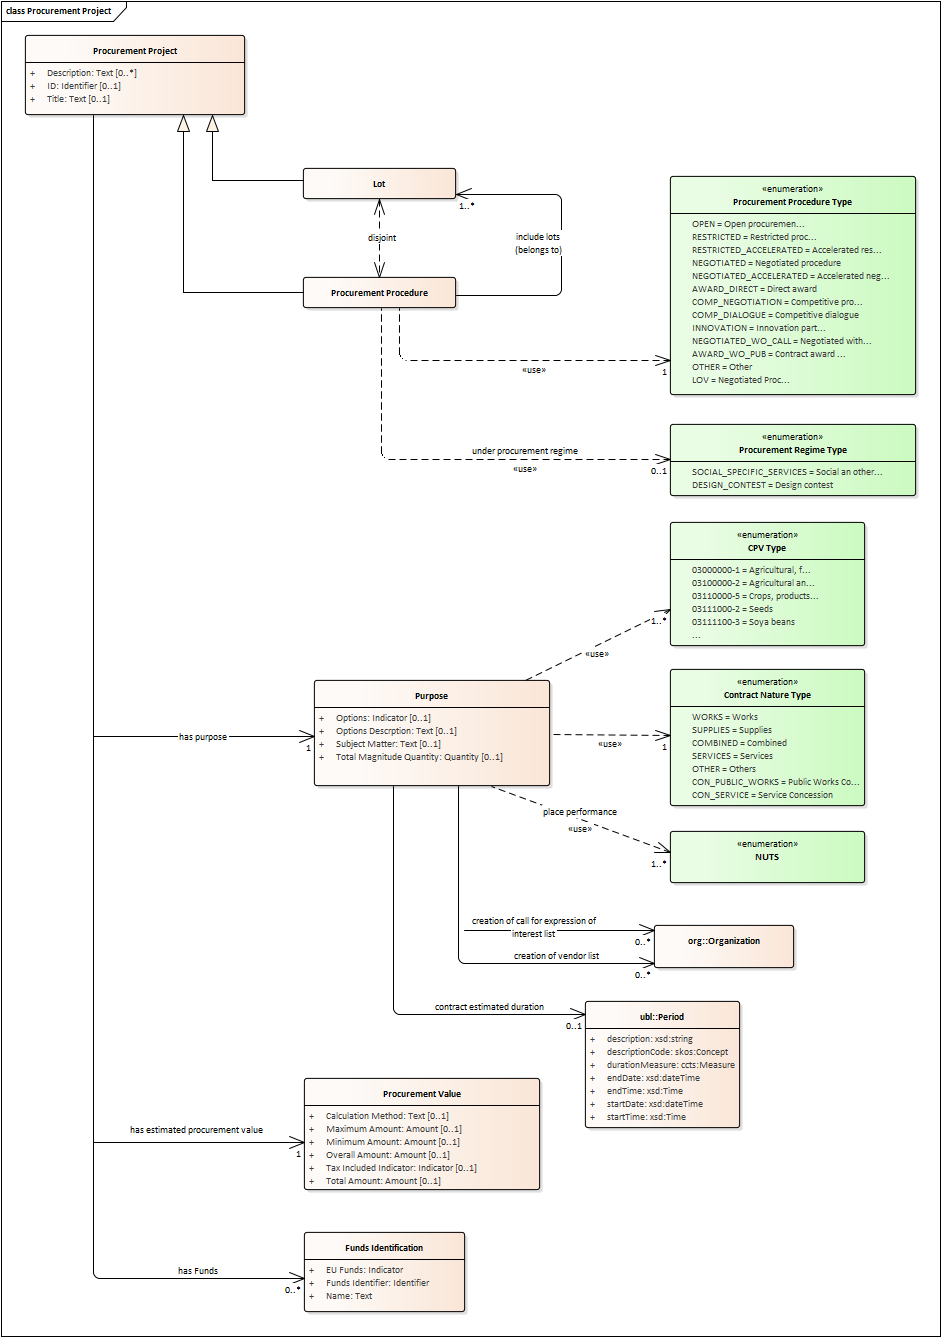 class Procurement Project
Procurement Project
+ Description: Text [0..*]
+ ID: Identifier [0..1]
+ Title: Text [0..1]
Lot
1..*
disjoint
include lots
(belongs to)
Procurement Procedure
«enumeration»
Procurement Procedure Type
OPEN = Open procuremen...
RESTRICTED = Restricted proc...
RESTRICTED_ACCELERATED = Accelerated res...
NEGOTIATED = Negotiated procedure
NEGOTIATED_ACCELERATED = Accelerated neg...
AWARD_DIRECT = Direct award
COMP_NEGOTIATION = Competitive pro...
COMP_DIALOGUE = Competitive dialogue
INNOVATION = Innovation part...
NEGOTIATED_WO_CALL = Negotiated with...
AWARD_WO_PUB = Contract award ...
OTHER = Other
LOV = Negotiated Proc...
«use»
1
«enumeration»
Procurement Regime Type
SOCIAL_SPECIFIC_SERVICES = Social an other...
DESIGN_CONTEST = Design contest
under procurement regime
«use»
0..1
«enumeration»
CPV Type
03000000-1 = Agricultural, f...
03100000-2 = Agricultural an...
03110000-5 = Crops, products...
03111000-2 = Seeds
03111100-3 = Soya beans
...
1..*
«use»
Purpose
+ Options: Indicator [0..1]
+ Options Descrption: Text [0..1]
+ Subject Matter: Text [0..1]
+ Total Magnitude Quantity: Quantity [0..1]
has purpose
1
«enumeration»
Contract Nature Type
WORKS = Works
SUPPLIES = Supplies
COMBINED = Combined
SERVICES = Services
OTHER = Others
CON_PUBLIC_WORKS = Public Works Co...
CON_SERVICE = Service Concession
«use»
1
place performance
«use»
1..*
«enumeration»
NUTS
creation of call for expression of
interest list
0..*
org::Organization
creation of vendor list
0..*
contract estimated duration
0..1
ubl::Period
+ description: xsd:string
+ descriptionCode: skos:Concept
+ durationMeasure: ccts:Measure
+ endDate: xsd:dateTime
+ endTime: xsd:Time
+ startDate: xsd:dateTime
+ startTime: xsd:Time
Procurement Value
+ Calculation Method: Text [0..1]
+ Maximum Amount: Amount [0..1]
+ Minimum Amount: Amount [0..1]
+ Overall Amount: Amount [0..1]
+ Tax Included Indicator: Indicator [0..1]
+ Total Amount: Amount [0..1]
has estimated procurement value
1
Funds Identification
+ EU Funds: Indicator
+ Funds Identifier: Identifier
+ Name: Text
has Funds
0..*